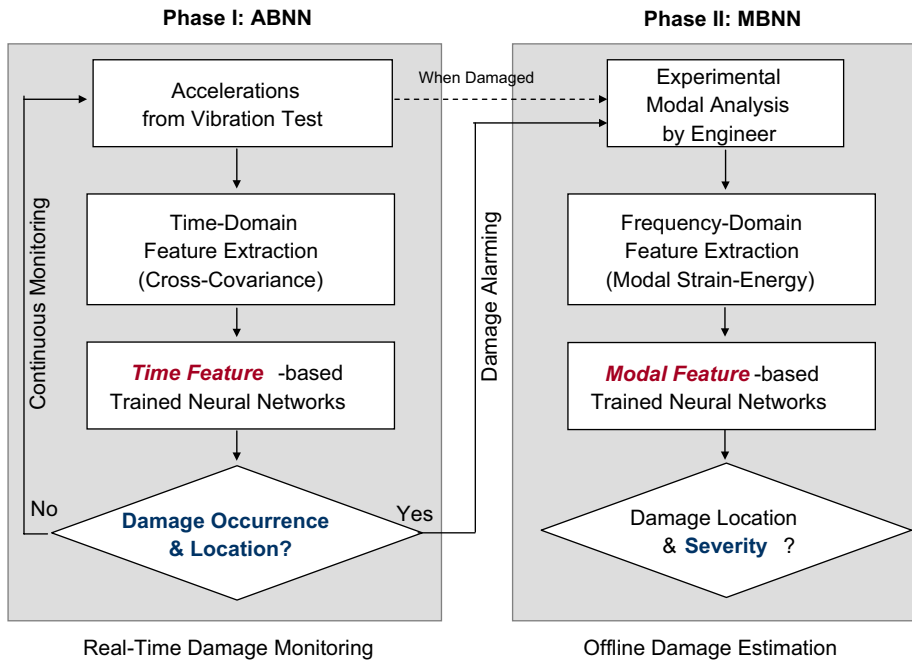 Phase I: ABNN
Accelerations
from Vibration Test
Time-Domain
Feature Extraction
(Cross-Covariance)
Time Feature -based
Trained Neural Networks
Damage Occurrence
& Location?
No
Yes
Continuous Monitoring
Real-Time Damage Monitoring
When Damaged
Damage Alarming
Phase II: MBNN
Experimental
Modal Analysis
by Engineer
Frequency-Domain
Feature Extraction
(Modal Strain-Energy)
Modal Feature -based
Trained Neural Networks
Damage Location
& Severity ?
Offline Damage Estimation